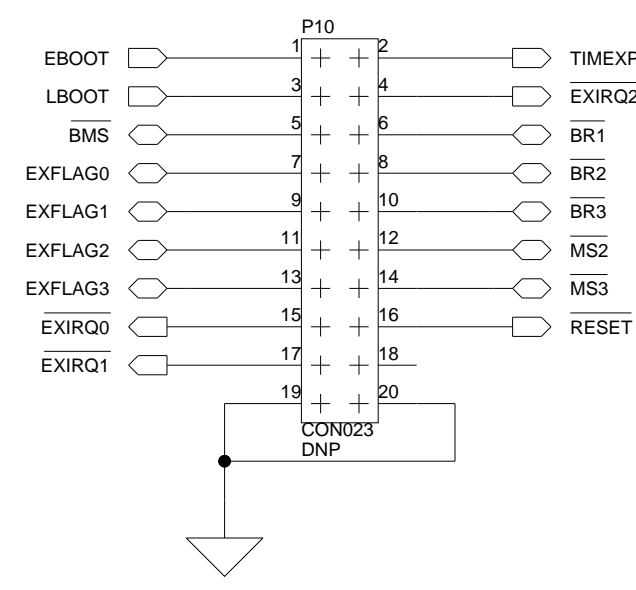 P10
1 2
EBOOT TIMEXP
3 4
LBOOT EXIRQ2
5 6
BMS BR1
7 8
EXFLAG0 BR2
9 10
EXFLAG1 BR3
11 12
EXFLAG2 MS2
13 14
EXFLAG3 MS3
15 16
EXIRQ0 RESET
17 18
EXIRQ1
19 20
CON023
DNP